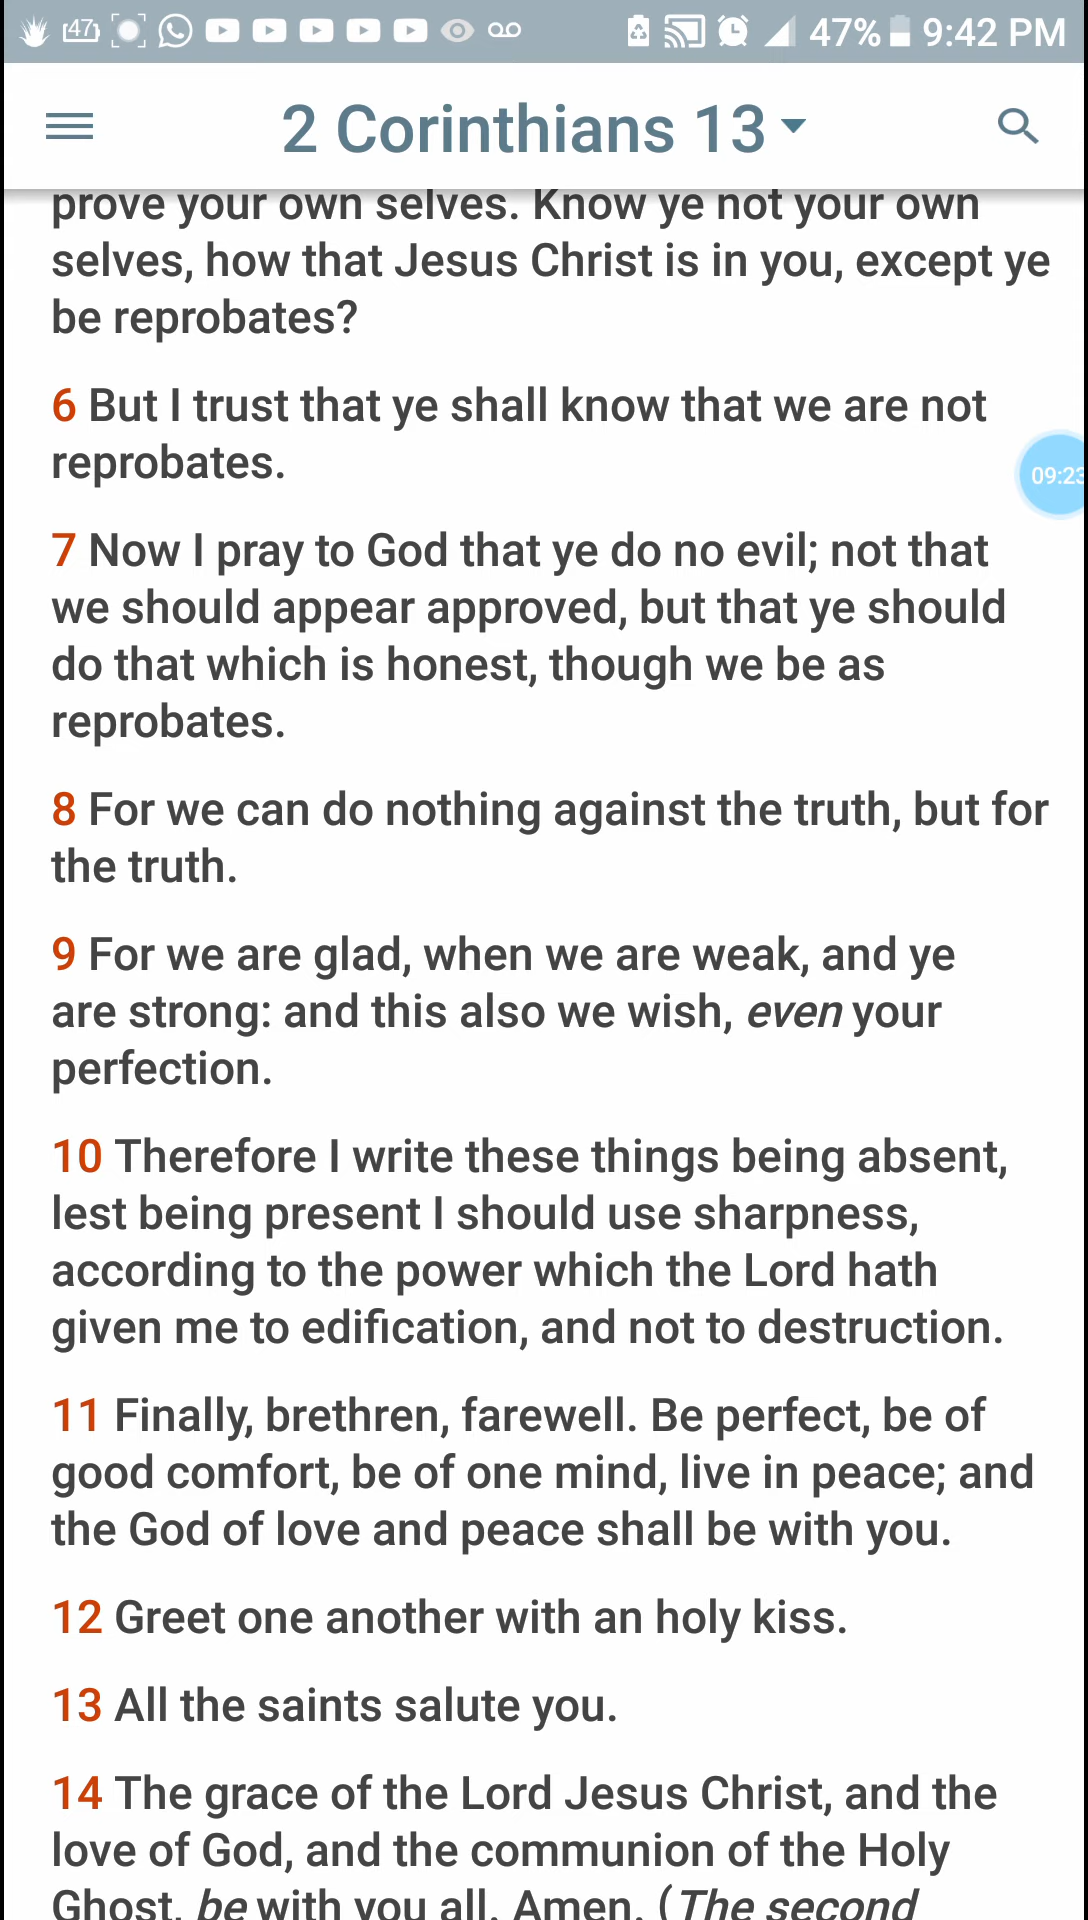 47
47% 9:42 PM
2 Corinthians 13
prove your own selves. Know ye not your own
selves, how that Jesus Christ is in you, except ye
be reprobates?
6 But I trust that ye shall know that we are not
reprobates.
09:23
7 Now I pray to God that ye do no evil; not that
we should appear approved, but that ye should
do that which is honest, though we be as
reprobates.
8 For we can do nothing against the truth, but for
the truth.
9 For we are glad, when we are weak, and ye
are strong: and this also we wish, even your
perfection.
10 Therefore I write these things being absent,
lest being present I should use sharpness,
according to the power which the Lord hath
given me to edification, and not to destruction.
11 Finally, brethren, farewell. Be perfect, be of
good comfort, be of one mind, live in peace; and
the God of love and peace shall be with you.
12 Greet one another with an holy kiss.
13 All the saints salute you.
14 The grace of the Lord Jesus Christ, and the
love of God, and the communion of the Holy
Ghost, be with you all. Amen. (The second